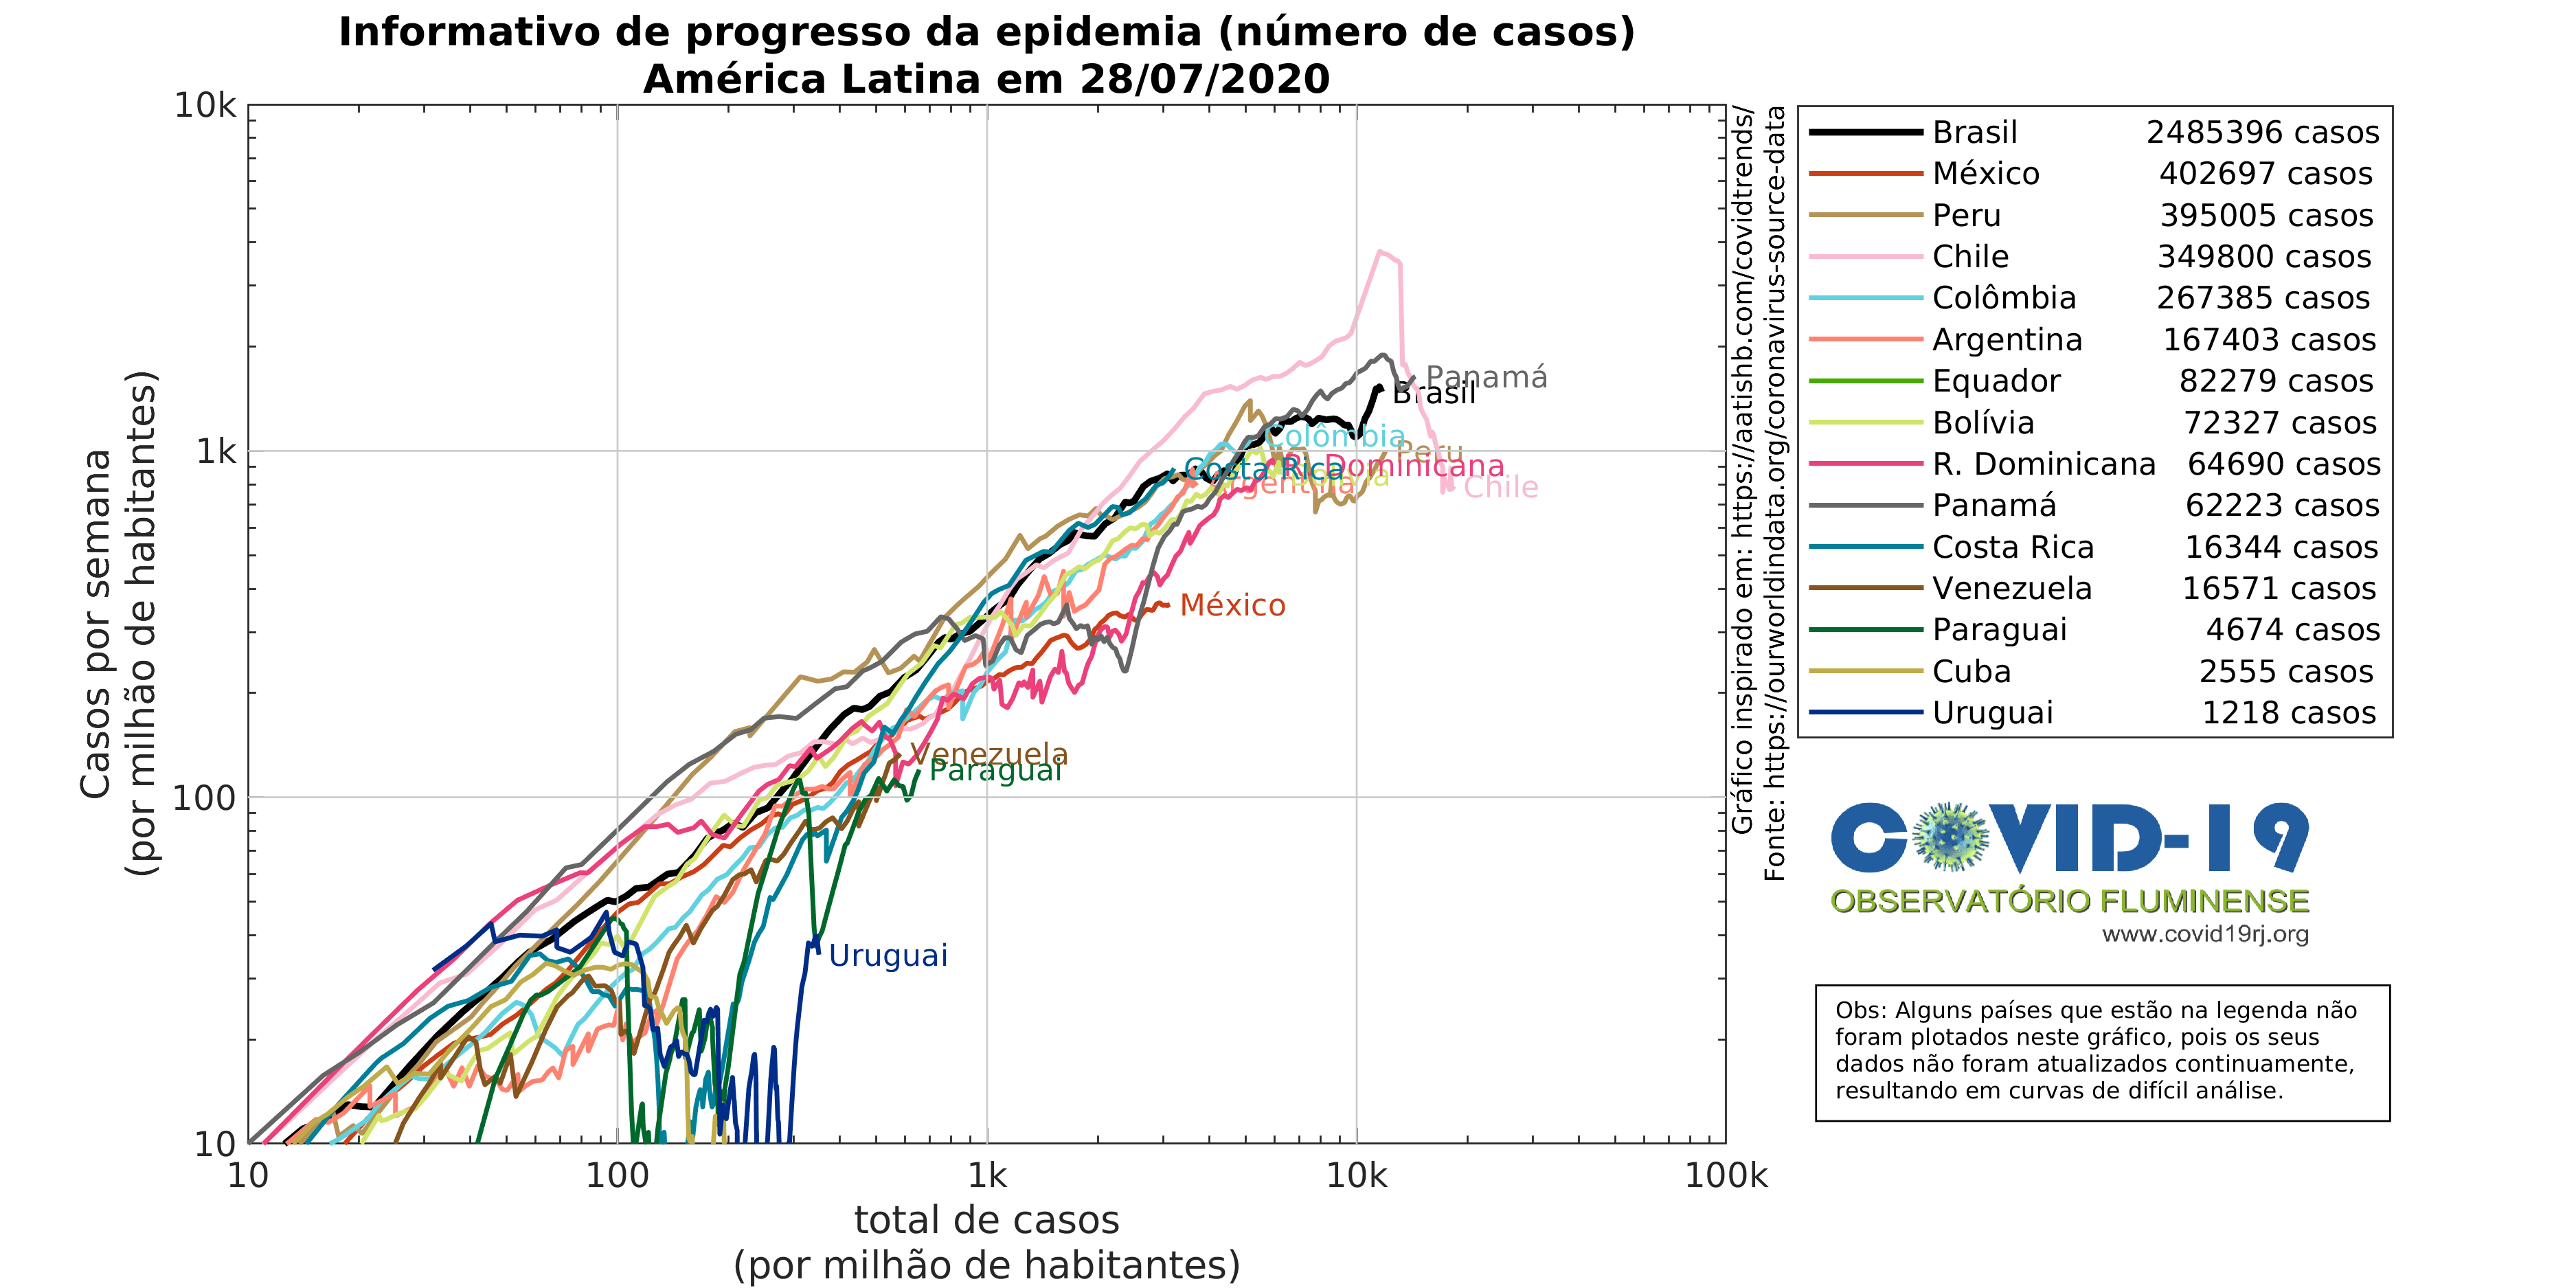 Informativo de progresso da epidemia (número de casos)
América Latina em 28/07/2020
10k
1k
100
10
10
100
1k
10k
100k
Casos por semana
(por milhão de habitantes)
total de casos
(por milhão de habitantes)
Panamá
Brasil
Colômbia
Peru
R. Dominicana
Costa Rica
Bolívia
Argentina
Chile
México
Venezuela
Paraguai
Uruguai
Gráfico inspirado em: https://aatishb.com/covidtrends/
Fonte: https://ourworldindata.org/coronavirus-source-data
Brasil 2485396 casos
México 402697 casos
Peru 395005 casos
Chile 349800 casos
Colômbia 267385 casos
Argentina 167403 casos
Equador 82279 casos
Bolívia 72327 casos
R. Dominicana 64690 casos
Panamá 62223 casos
Costa Rica 16344 casos
Venezuela 16571 casos
Paraguai 4674 casos
Cuba 2555 casos
Uruguai 1218 casos
COVID-19
OBSERVATÓRIO FLUMINENSE
www.covid19rj.org
Obs: Alguns países que estão na legenda não
foram plotados neste gráfico, pois os seus
dados não foram atualizados continuamente,
resultando em curvas de difícil análise.